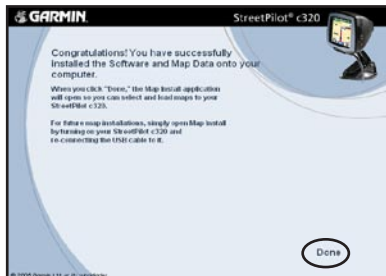 GARMIN
StreetPilot® c320
Congratulations! You have successfully
installed the Software and Map Data onto your
computer.
When you click "Done," the Map Install application
will open so you can select and load maps to your
StreetPilot c320.
For future map installations, simply open Map Install
by turning on your StreetPilot c320 and
re-connecting the USB cable to it.
Done